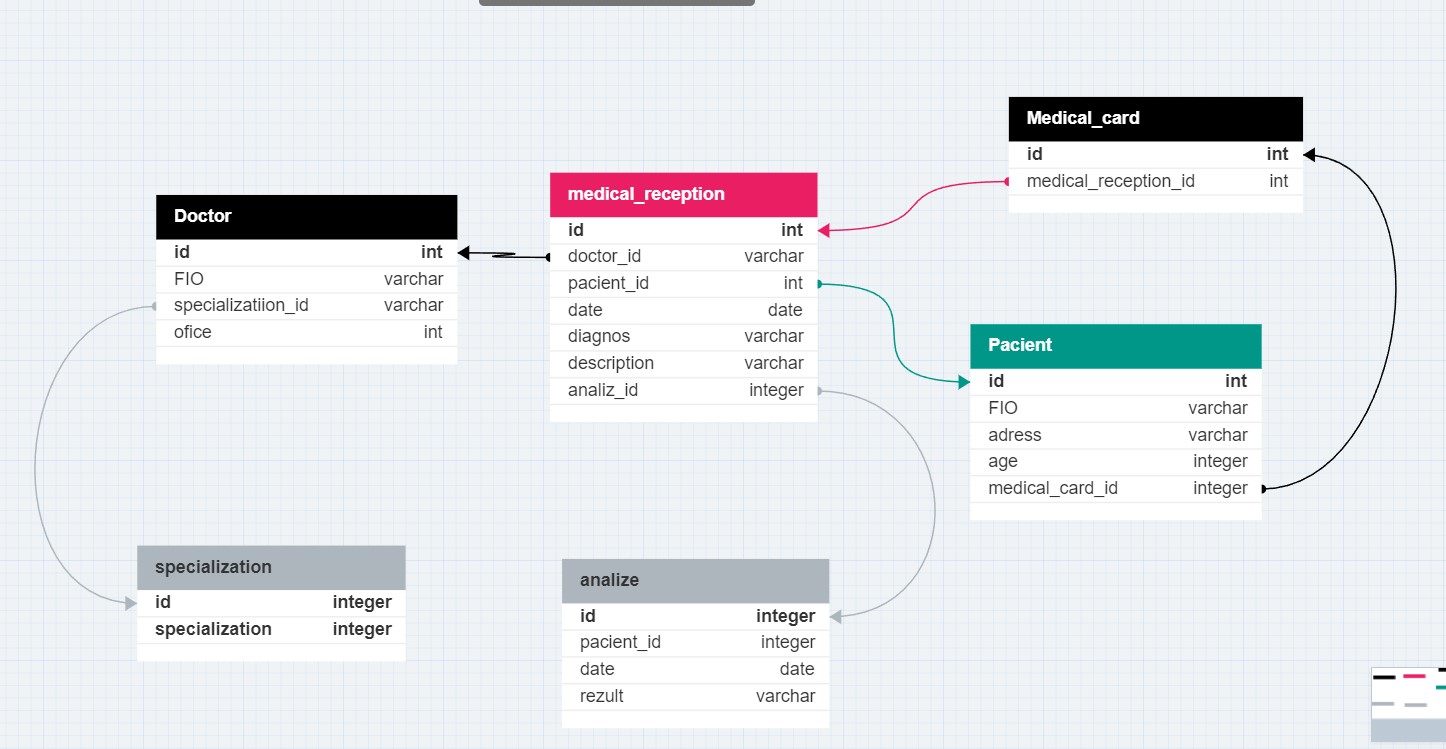 Doctor
id int
FIO varchar
specializatiion_id varchar
ofice int
medical_reception
id int
doctor_id varchar
pacient_id int
date date
diagnos varchar
description varchar
analiz_id integer
Medical_card
id int
medical_reception_id int
Pacient
id int
FIO varchar
adress varchar
age integer
medical_card_id integer
specialization
id integer
specialization integer
analize
id integer
pacient_id integer
date date
rezult varchar